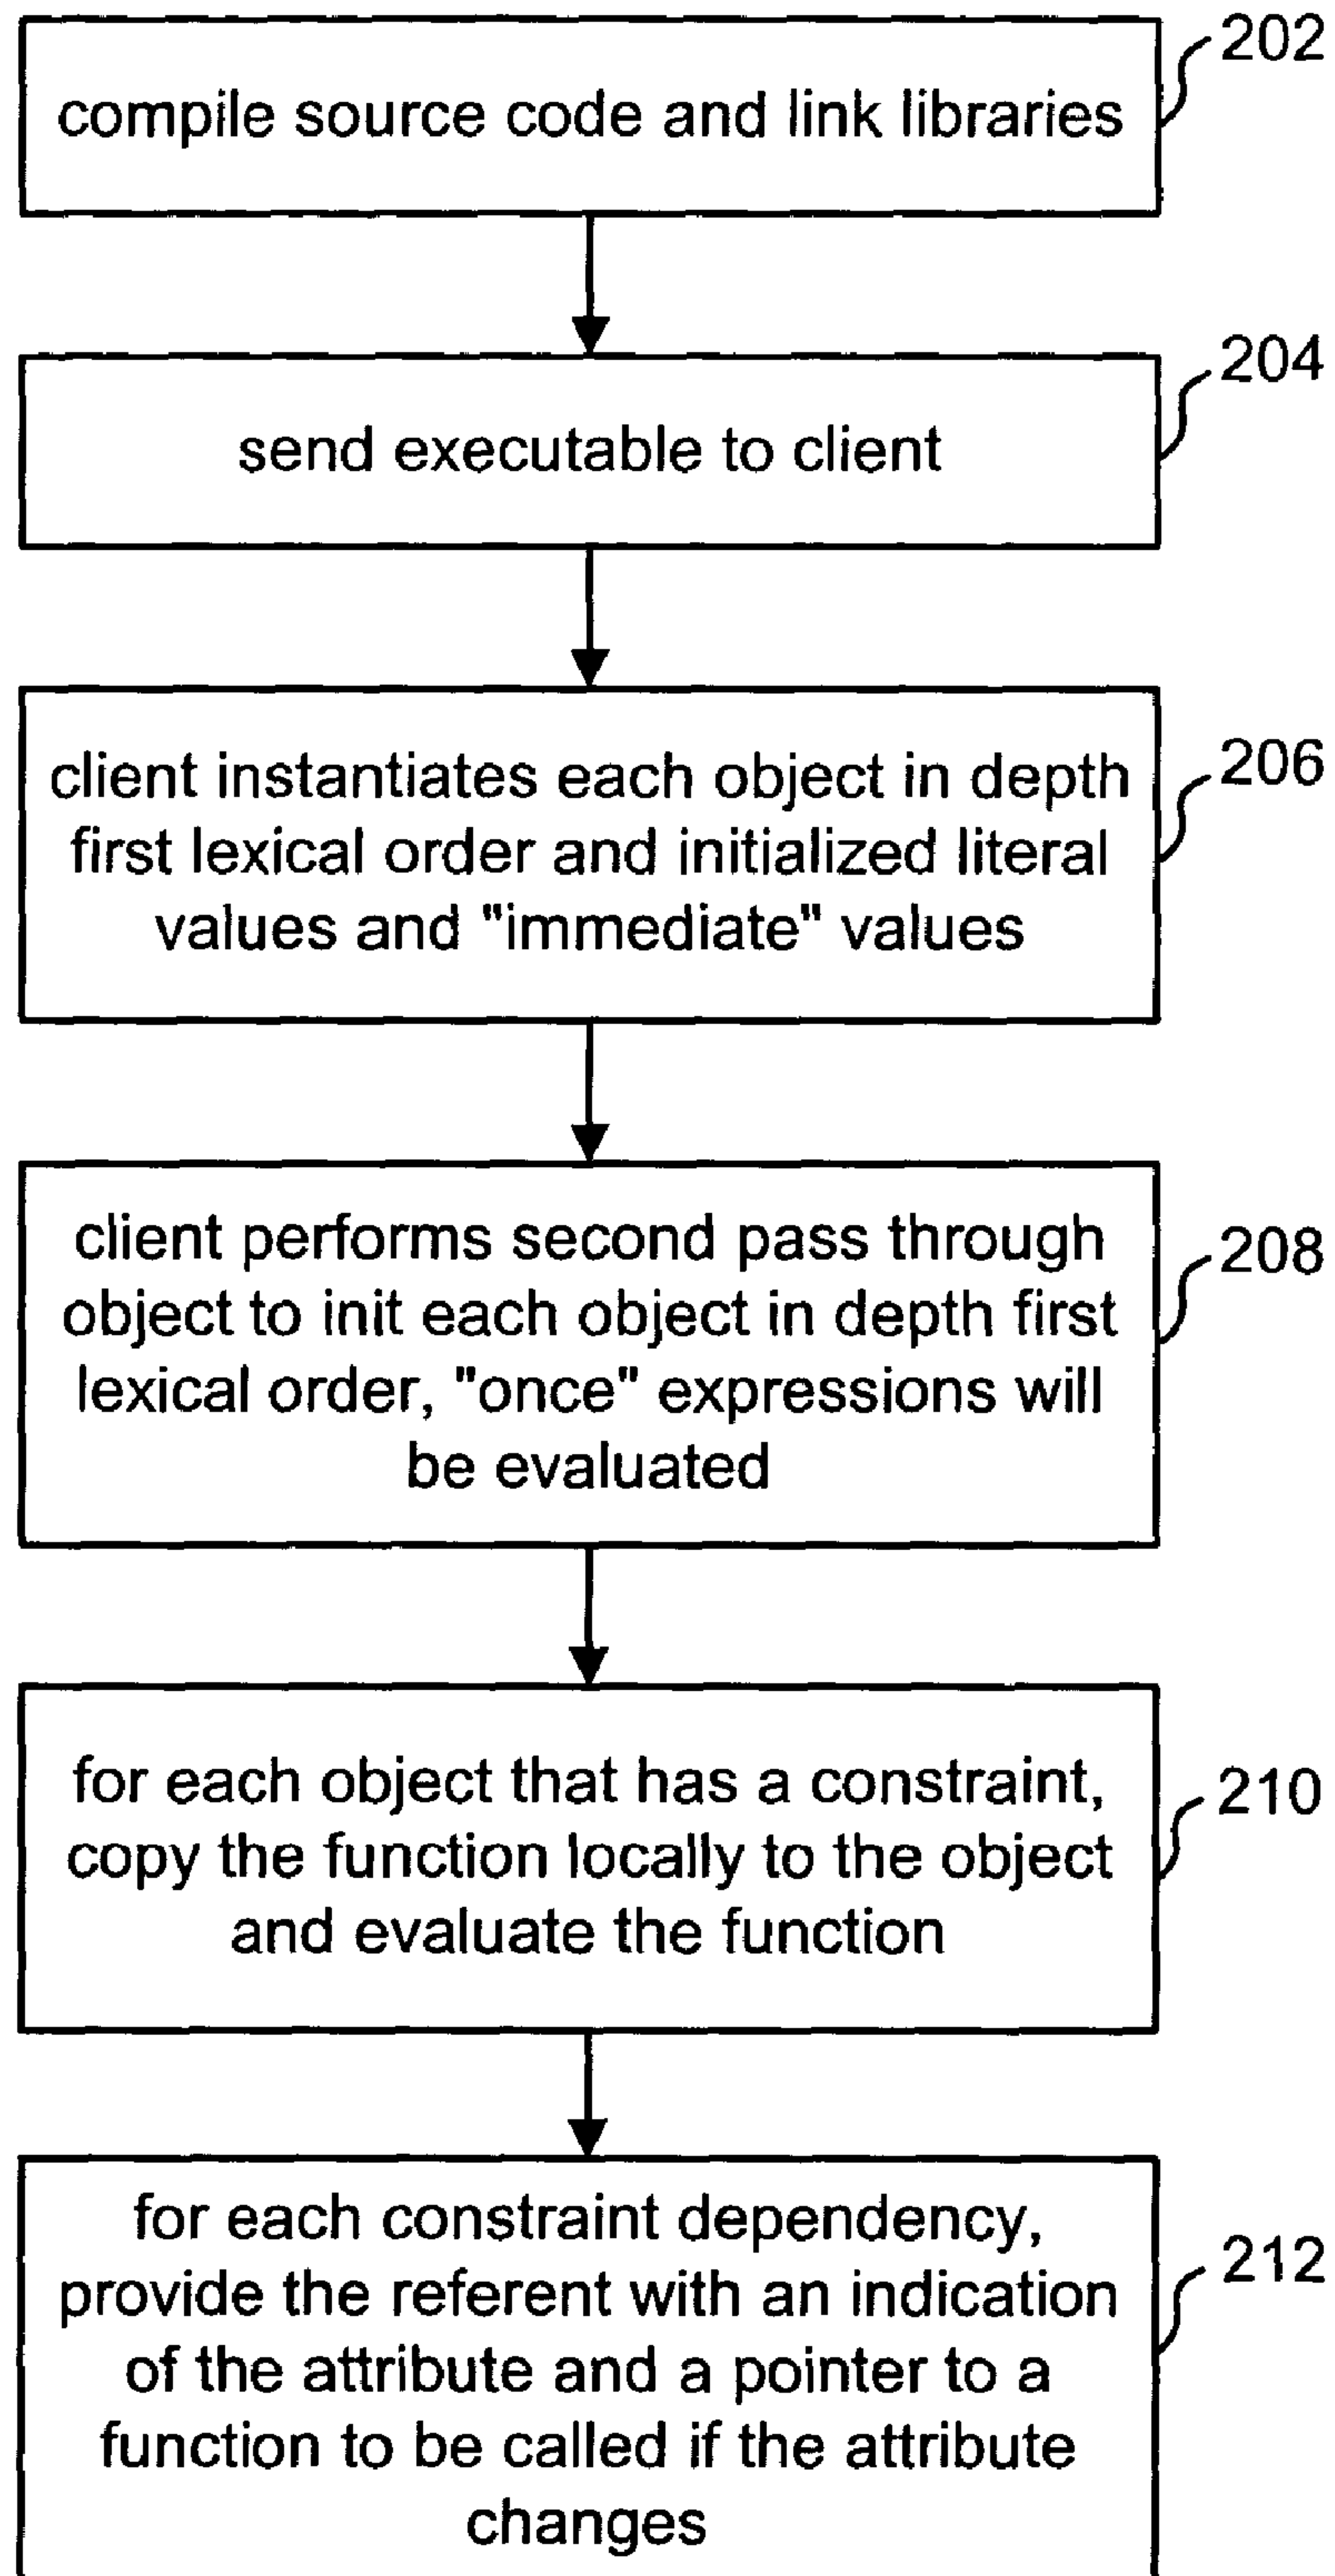 202
compile source code and link libraries
204
send executable to client
client instantiates each object in depth
206
first lexical order and initialized literal
values and "immediate" values
client performs second pass through
208
object to init each object in depth first
lexical order, "once" expressions will
be evaluated
for each object that has a constraint,
210
copy the function locally to the object
and evaluate the function
for each constraint dependency,
212
provide the referent with an indication
of the attribute and a pointer to a
function to be called if the attribute
changes